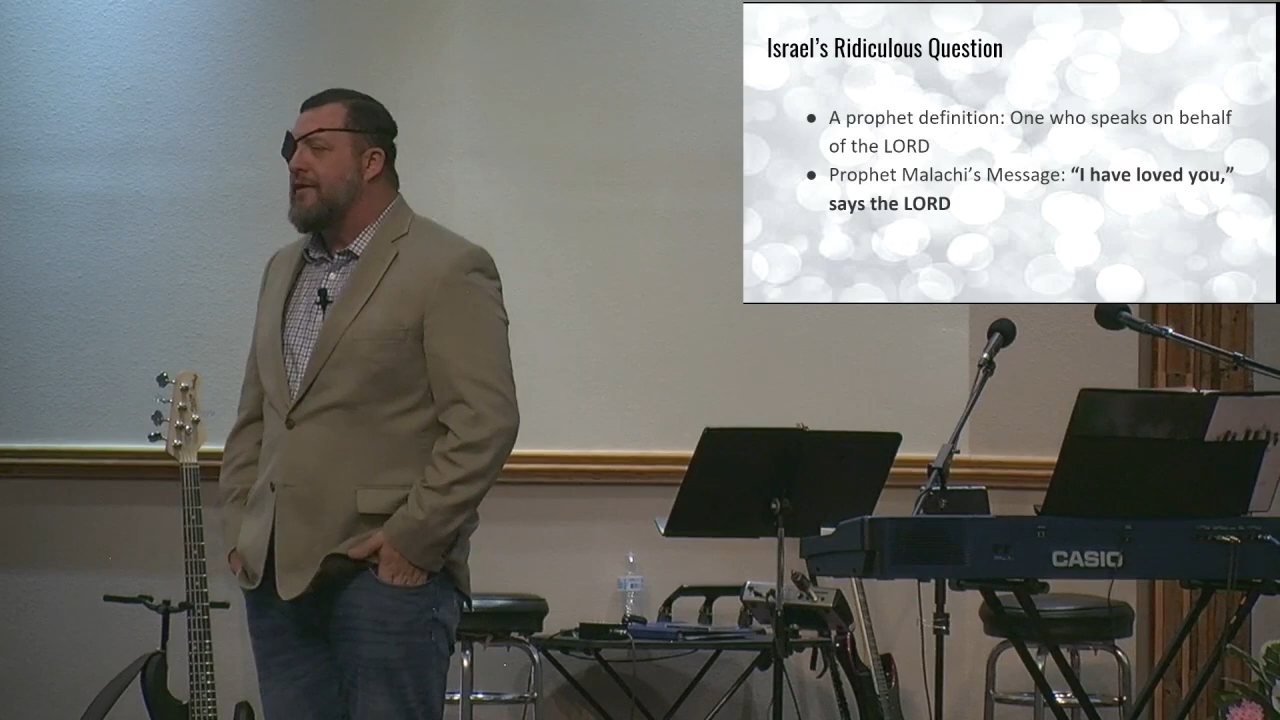 Israel’s Ridiculous Question
● A prophet definition: One who speaks on behalf
of the LORD
● Prophet Malachi’s Message: “I have loved you,”
says the LORD
CASIO